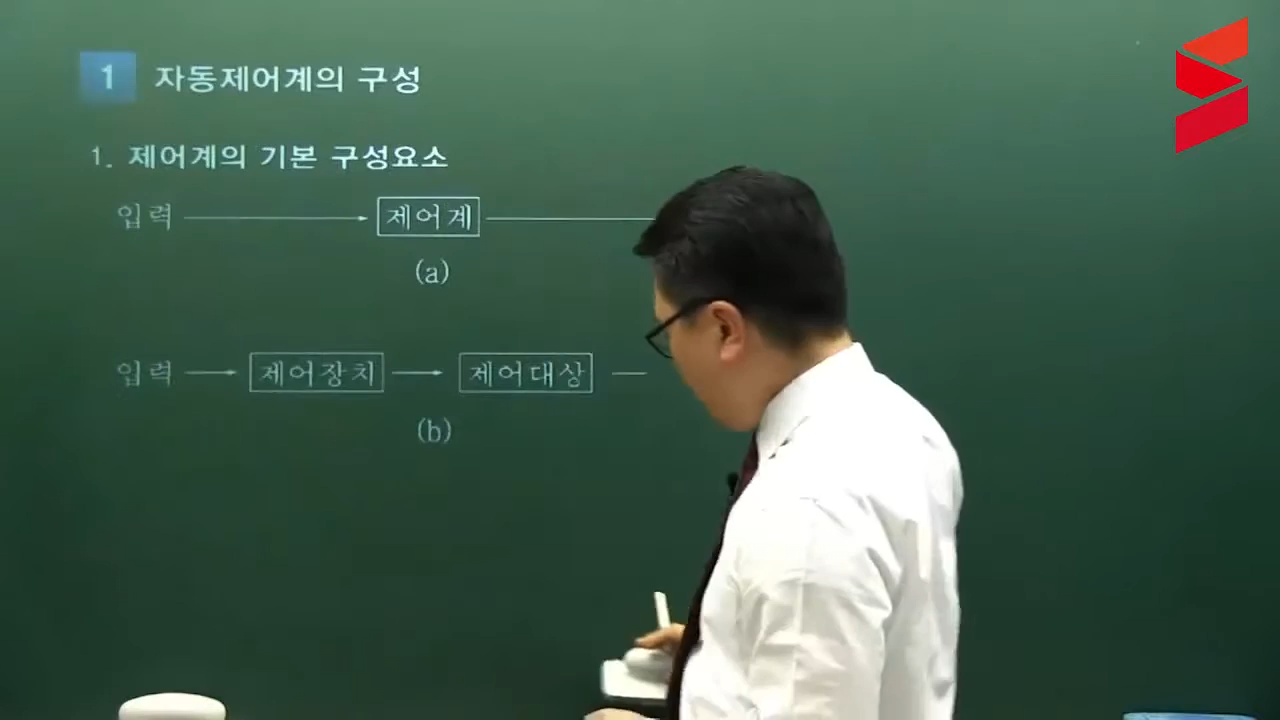 1 자동제어계의 구성
1. 제어계의 기본 구성요소
입력 제어계
(a)
입력 제어장치 제어대상
(b)